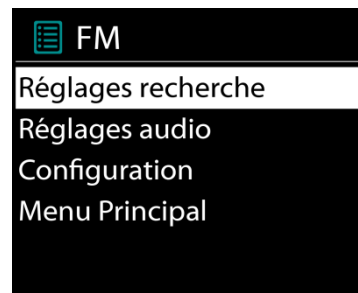 FM
Réglages recherche
Réglages audio
Configuration
Menu Principal